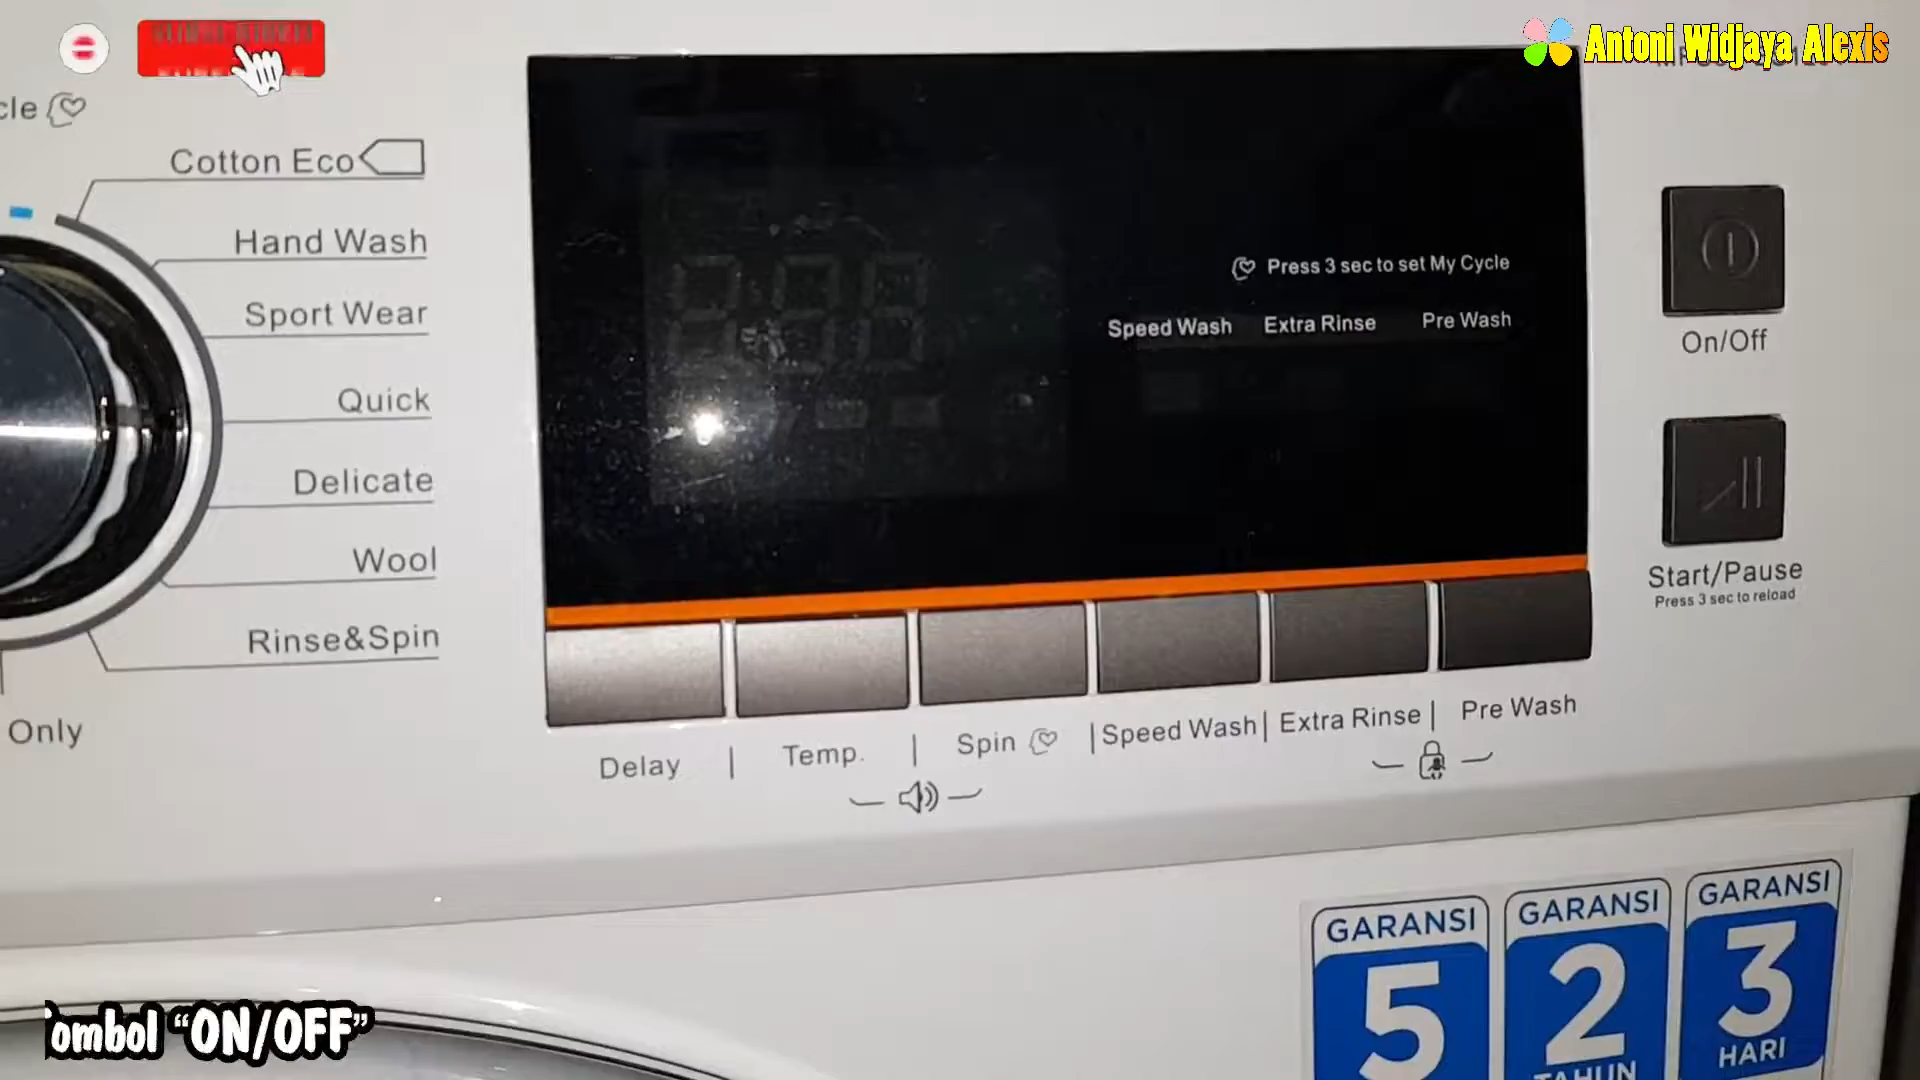 Antoni Widjaya Alexis
cle
Cotton Eco
Hand Wash
Sport Wear
Quick
Delicate
Wool
Rinse&Spin
Only
Press 3 sec to set My Cycle
Speed Wash Extra Rinse Pre Wash
On/Off
Start/Pause
Press 3 sec to reload
Delay | Temp. | Spin | Speed Wash | Extra Rinse | Pre Wash
GARANSI
5
GARANSI
2
TAHUN
GARANSI
3
HARI
ombol “ON/OFF”